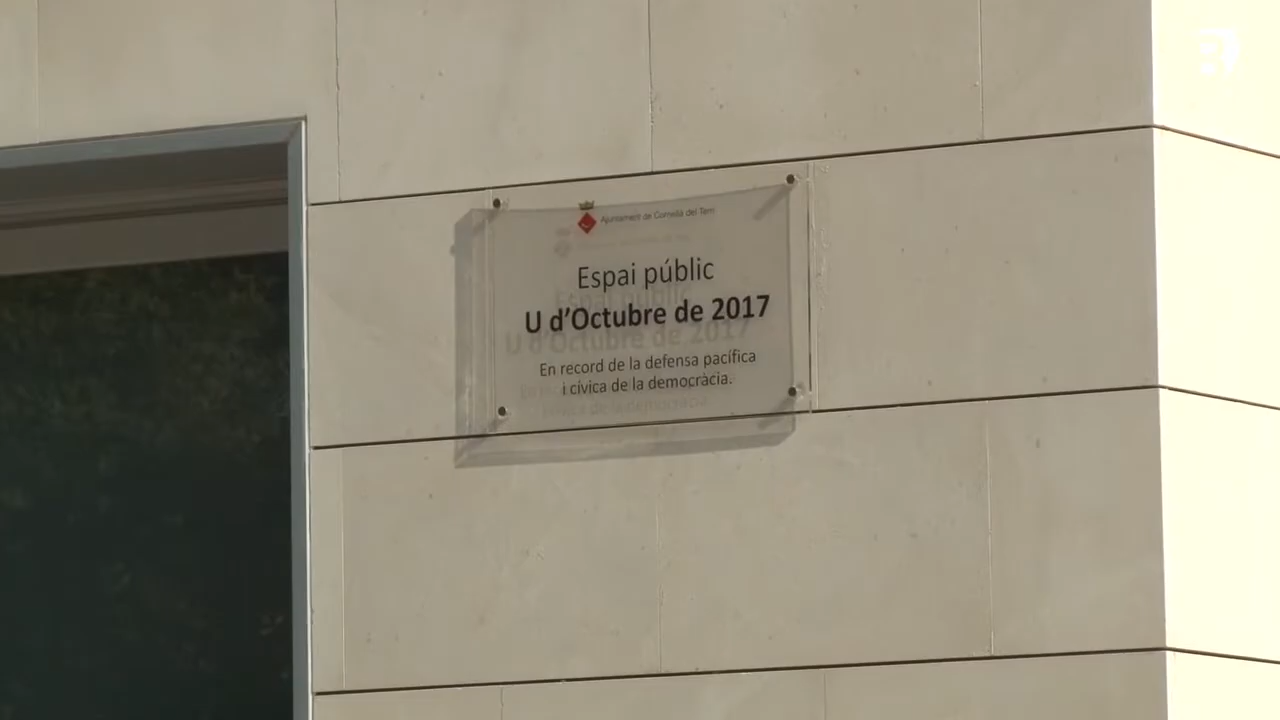 Ajuntament de Cornellà del Terri
Espai públic
U d’Octubre de 2017
En record de la defensa pacífica
i cívica de la democràcia.